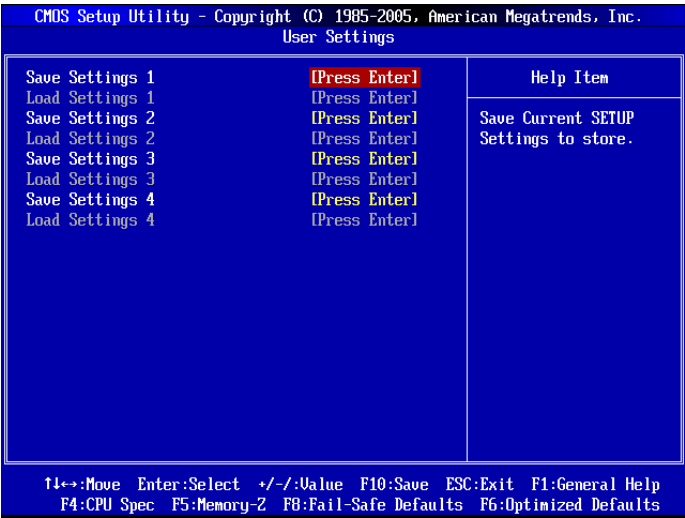 CMOS Setup Utility - Copyright (C) 1985-2005, American Megatrends, Inc.
User Settings
Save Settings 1 [Press Enter]
Load Settings 1 [Press Enter]
Save Settings 2 [Press Enter]
Load Settings 2 [Press Enter]
Save Settings 3 [Press Enter]
Load Settings 3 [Press Enter]
Save Settings 4 [Press Enter]
Load Settings 4 [Press Enter]
Help Item
Save Current SETUP
Settings to store.
↑↓←→:Move Enter:Select +/-/:Value F10:Save ESC:Exit F1:General Help
F4:CPU Spec F5:Memory-Z F8:Fail-Safe Defaults F6:Optimized Defaults